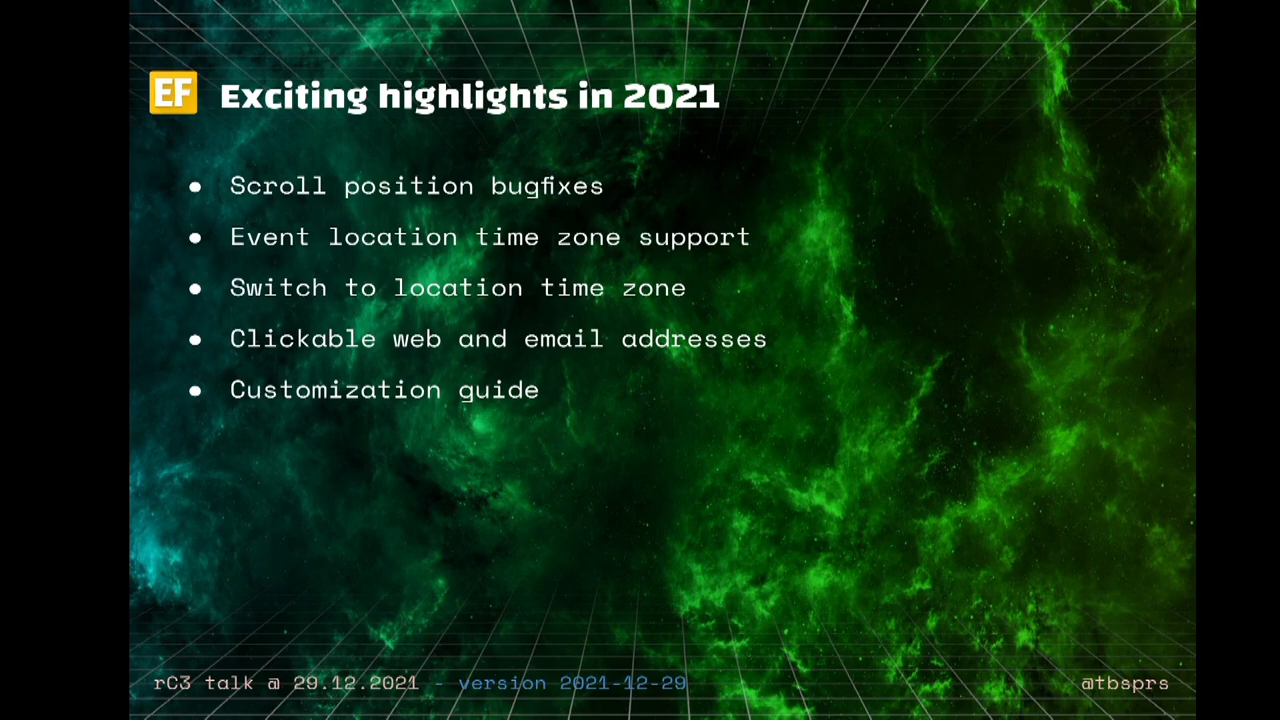 EF Exciting highlights in 2021
● Scroll position bugfixes
● Event location time zone support
● Switch to location time zone
● Clickable web and email addresses
● Customization guide
rC3 talk @ 29.12.2021 - version 2021-12-29 @tbsprs